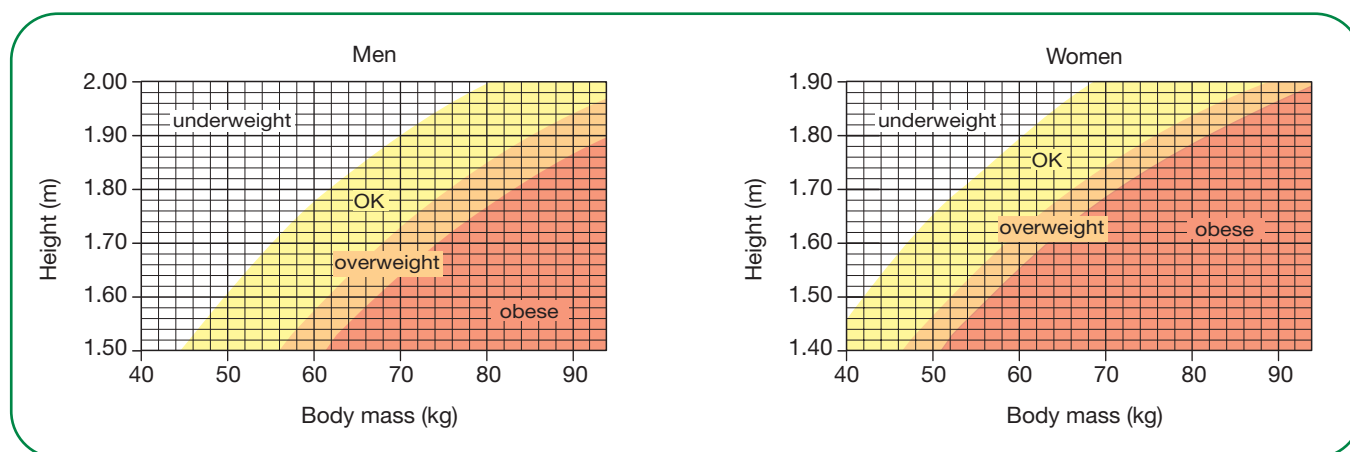 Men
2.00
1.90
1.80
1.70
1.60
1.50
Height (m)
underweight
OK
overweight
obese
40 50 60 70 80 90
Body mass (kg)
Women
1.90
1.80
1.70
1.60
1.50
1.40
Height (m)
underweight
OK
overweight
obese
40 50 60 70 80 90
Body mass (kg)